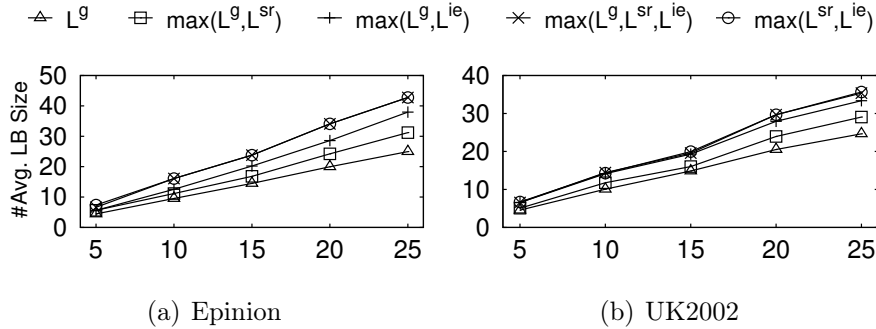 L^g max(L^g,L^sr) max(L^g,L^ie) max(L^g,L^sr,L^ie) max(L^sr,L^ie)
#Avg. LB Size
50
40
30
20
10
0
5 10 15 20 25
(a) Epinion
40
30
20
10
0
5 10 15 20 25
(b) UK2002